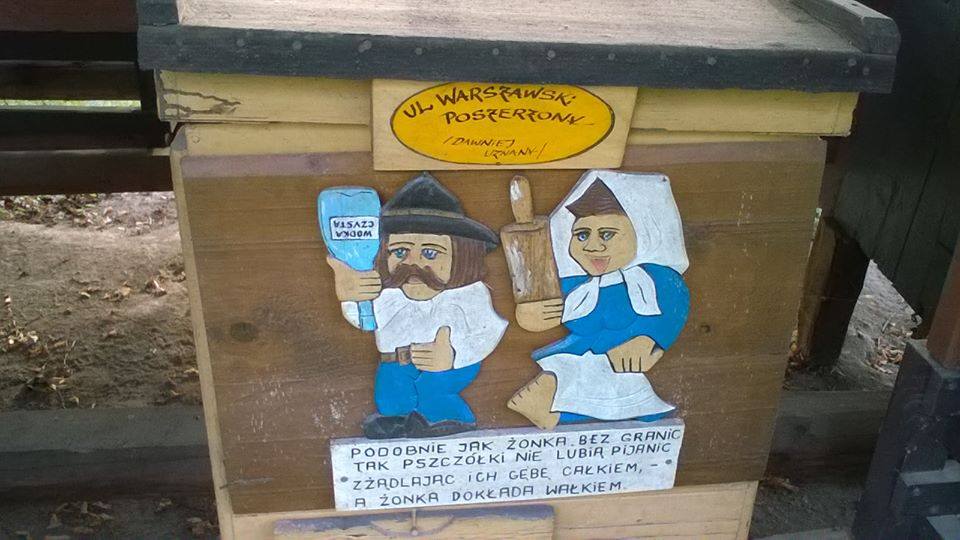 UL WARSZAWSKI
POSZERZONY
/DAWNIEJ
UZNANY/
WÓDKA
CZYSTA
PODOBNIE JAK ŻONKA BEZ GRANIC
TAK PSZCZÓŁKI NIE LUBIĄ PIJANIC
ZŻĄDLAJĄC ICH GĘBĘ CAŁKIEM, -
A ŻONKA DOKŁADA WAŁKIEM.